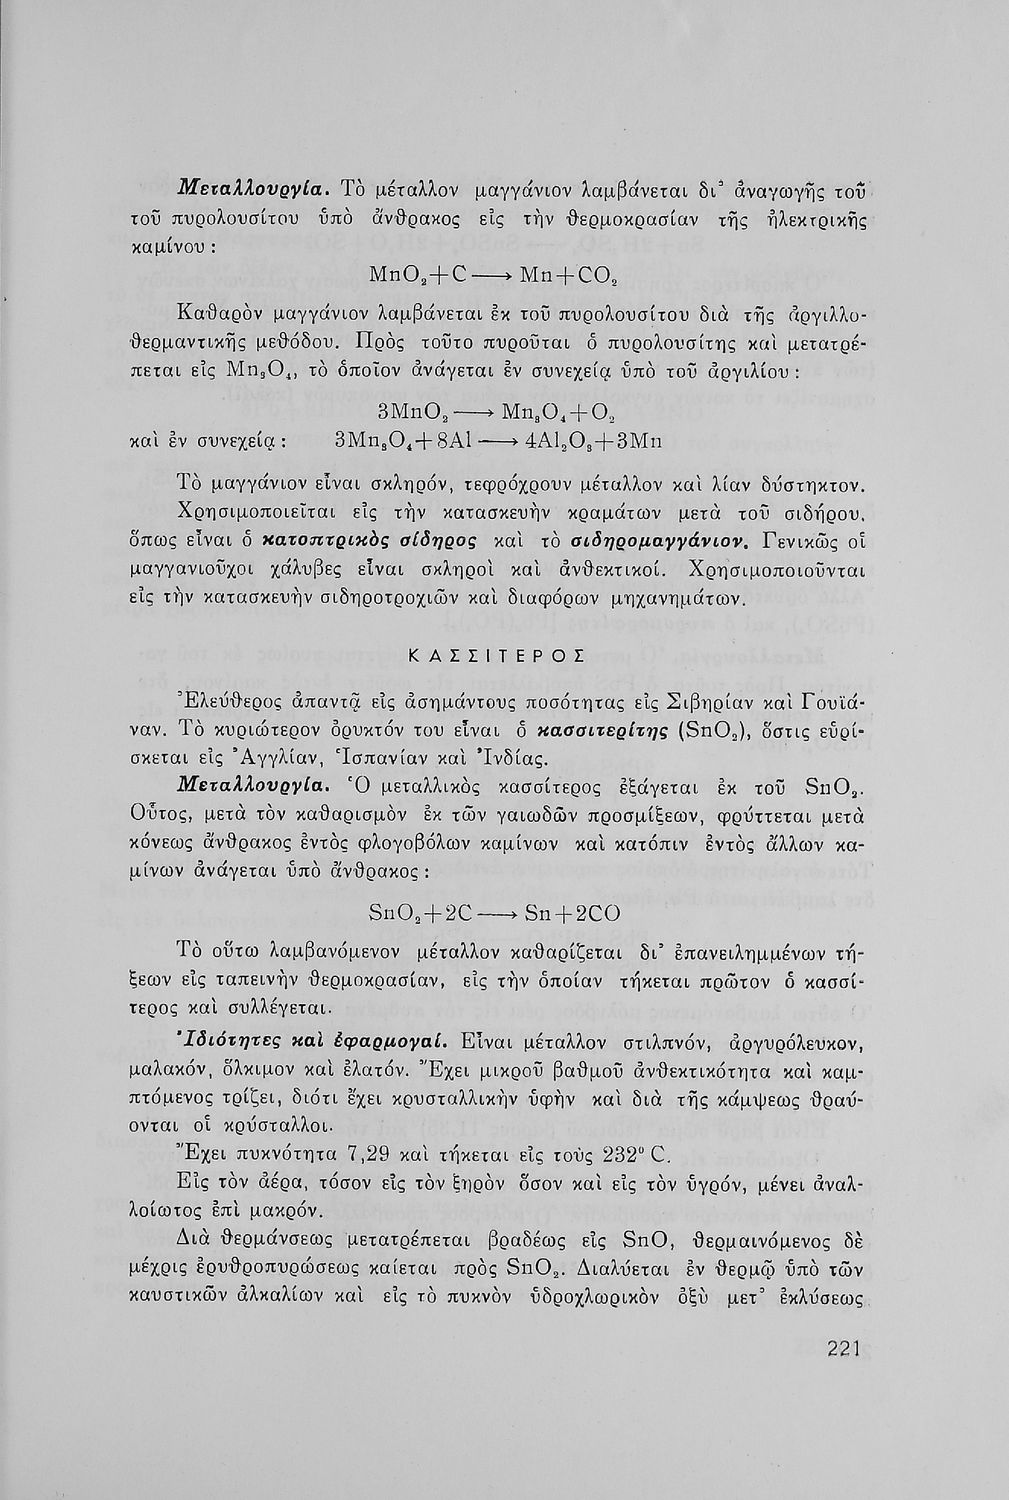 Μεταλλουργία. Τὸ μέταλλον μαγγάνιον λαμβάνεται δι᾿ ἀναγωγῆς τοῦ
τοῦ πυρολουσίτου ὑπὸ ἄνθρακος εἰς τὴν θερμοκρασίαν τῆς ἠλεκτρικῆς
καμίνου :
MnO₂+C ⟶ Mn+CO₂
Καθαρὸν μαγγάνιον λαμβάνεται ἐκ τοῦ πυρολουσίτου διὰ τῆς ἀργιλλο-
θερμαντικῆς μεθόδου. Πρὸς τοῦτο πυροῦται ὁ πυρολουσίτης καὶ μετατρέ-
πεται εἰς Mn₃O₄, τὸ ὁποῖον ἀνάγεται ἐν συνεχείᾳ ὑπὸ τοῦ ἀργιλίου :
3MnO₂ ⟶ Mn₃O₄+O₂
καὶ ἐν συνεχείᾳ : 3Mn₃O₄+8Al ⟶ 4Al₂O₃+3Mn
Τὸ μαγγάνιον εἶναι σκληρόν, τεφρόχρουν μέταλλον καὶ λίαν δύστηκτον.
Χρησιμοποιεῖται εἰς τὴν κατασκευὴν κραμάτων μετὰ τοῦ σιδήρου,
ὅπως εἶναι ὁ κατοπτρικὸς σίδηρος καὶ τὸ σιδηρομαγγάνιον. Γενικῶς οἱ
μαγγανιοῦχοι χάλυβες εἶναι σκληροὶ καὶ ἀνθεκτικοί. Χρησιμοποιοῦνται
εἰς τὴν κατασκευὴν σιδηροτροχιῶν καὶ διαφόρων μηχανημάτων.
ΚΑΣΣΙΤΕΡΟΣ
Ἐλεύθερος ἀπαντᾷ εἰς ἀσημάντους ποσότητας εἰς Σιβηρίαν καὶ Γουϊά-
ναν. Τὸ κυριώτερον ὀρυκτόν του εἶναι ὁ κασσιτερίτης (SnO₂), ὅστις εὑρί-
σκεται εἰς Ἀγγλίαν, Ἱσπανίαν καὶ Ἰνδίας.
Μεταλλουργία. Ὁ μεταλλικὸς κασσίτερος ἐξάγεται ἐκ τοῦ SnO₂.
Οὗτος, μετὰ τὸν καθαρισμὸν ἐκ τῶν γαιωδῶν προσμίξεων, φρύττεται μετὰ
κόνεως ἄνθρακος ἐντὸς φλογοβόλων καμίνων καὶ κατόπιν ἐντὸς ἄλλων κα-
μίνων ἀνάγεται ὑπὸ ἄνθρακος :
SnO₂+2C ⟶ Sn+2CO
Τὸ οὕτω λαμβανόμενον μέταλλον καθαρίζεται δι᾿ ἐπανειλημμένων τή-
ξεων εἰς ταπεινὴν θερμοκρασίαν, εἰς τὴν ὁποίαν τήκεται πρῶτον ὁ κασσί-
τερος καὶ συλλέγεται.
Ἰδιότητες καὶ ἐφαρμογαί. Εἶναι μέταλλον στιλπνόν, ἀργυρόλευκον,
μαλακόν, ὅλκιμον καὶ ἐλατόν. Ἔχει μικροῦ βαθμοῦ ἀνθεκτικότητα καὶ καμ-
πτόμενος τρίζει, διότι ἔχει κρυσταλλικὴν ὑφὴν καὶ διὰ τῆς κάμψεως θραύ-
ονται οἱ κρύσταλλοι.
Ἔχει πυκνότητα 7,29 καὶ τήκεται εἰς τοὺς 232° C.
Εἰς τὸν ἀέρα, τόσον εἰς τὸν ξηρὸν ὅσον καὶ εἰς τὸν ὑγρόν, μένει ἀναλ-
λοίωτος ἐπὶ μακρόν.
Διὰ θερμάνσεως μετατρέπεται βραδέως εἰς SnO, θερμαινόμενος δὲ
μέχρις ἐρυθροπυρώσεως καίεται πρὸς SnO₂. Διαλύεται ἐν θερμῷ ὑπὸ τῶν
καυστικῶν ἀλκαλίων καὶ εἰς τὸ πυκνὸν ὑδροχλωρικὸν ὀξὺ μετ᾿ ἐκλύσεως
221